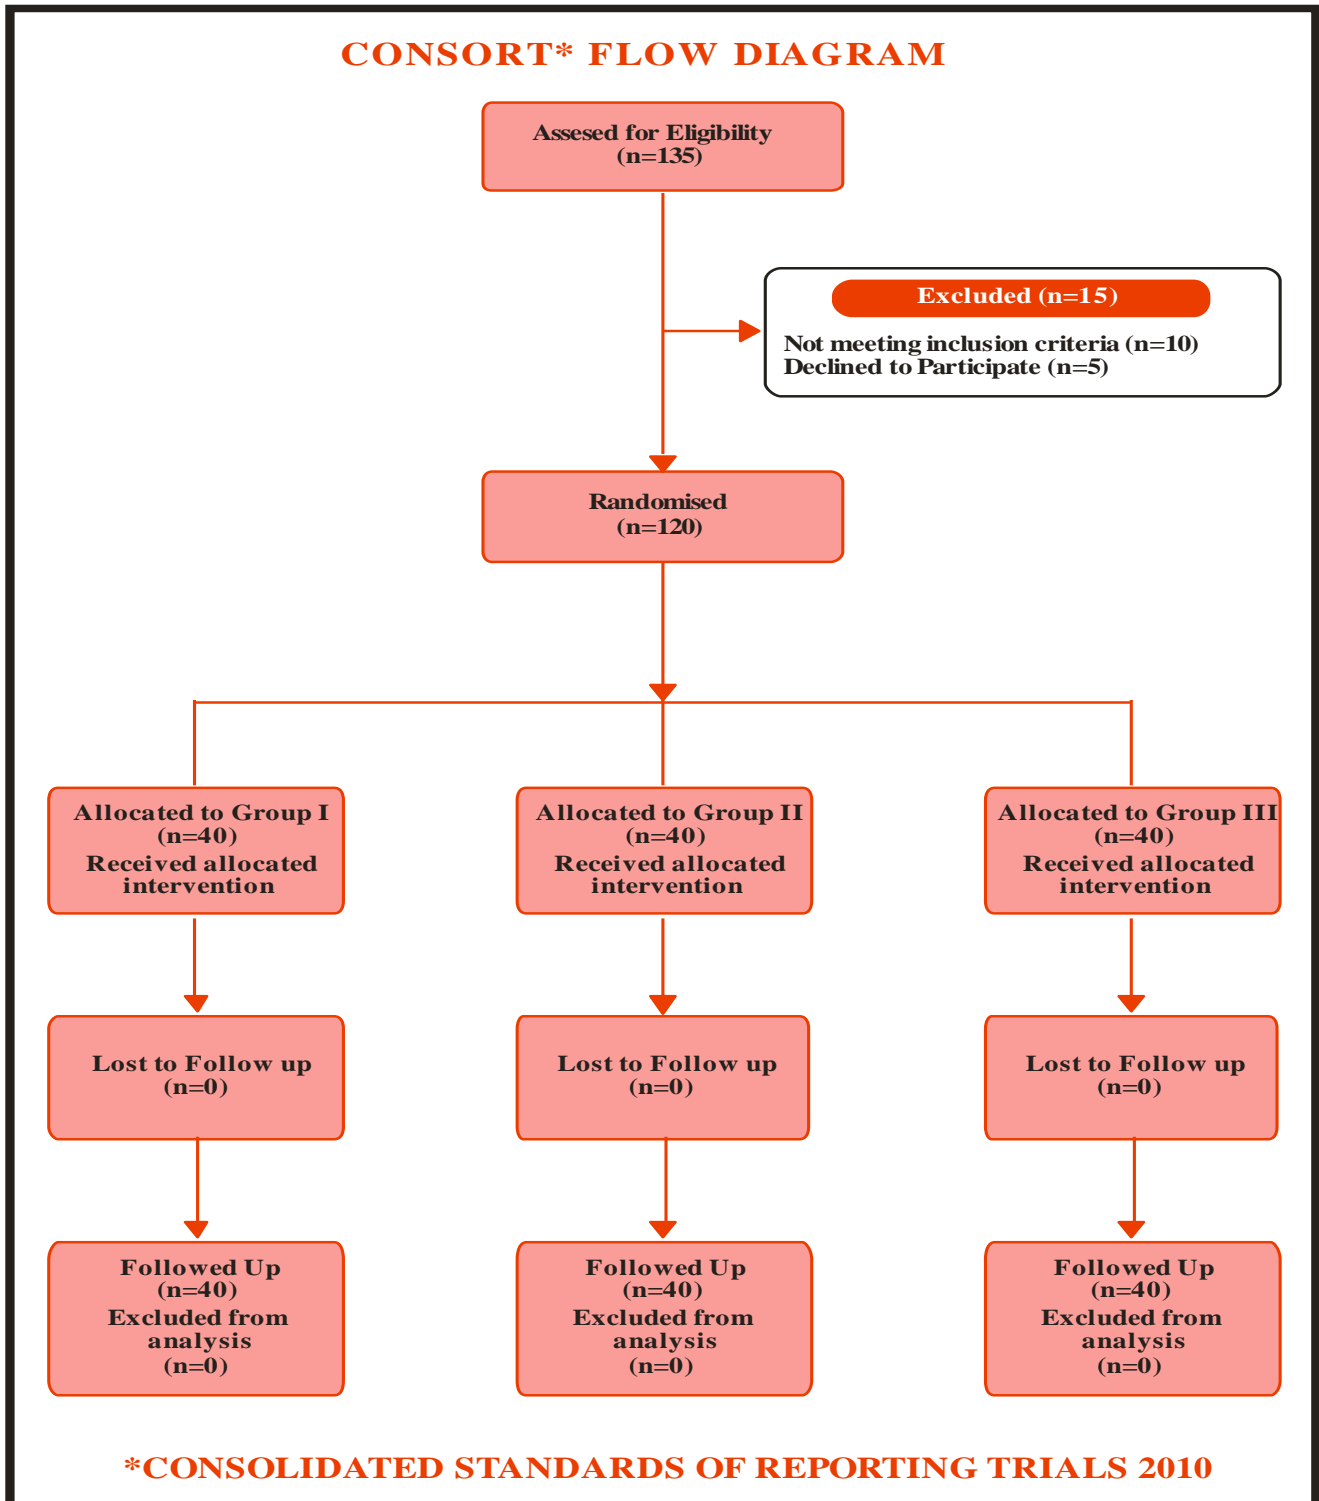 CONSORT* FLOW DIAGRAM
Assesed for Eligibility
(n=135)
Excluded (n=15)
Not meeting inclusion criteria (n=10)
Declined to Participate (n=5)
Randomised
(n=120)
Allocated to Group I
(n=40)
Received allocated
intervention
Allocated to Group II
(n=40)
Received allocated
intervention
Allocated to Group III
(n=40)
Received allocated
intervention
Lost to Follow up
(n=0)
Lost to Follow up
(n=0)
Lost to Follow up
(n=0)
Followed Up
(n=40)
Excluded from
analysis
(n=0)
Followed Up
(n=40)
Excluded from
analysis
(n=0)
Followed Up
(n=40)
Excluded from
analysis
(n=0)
*CONSOLIDATED STANDARDS OF REPORTING TRIALS 2010